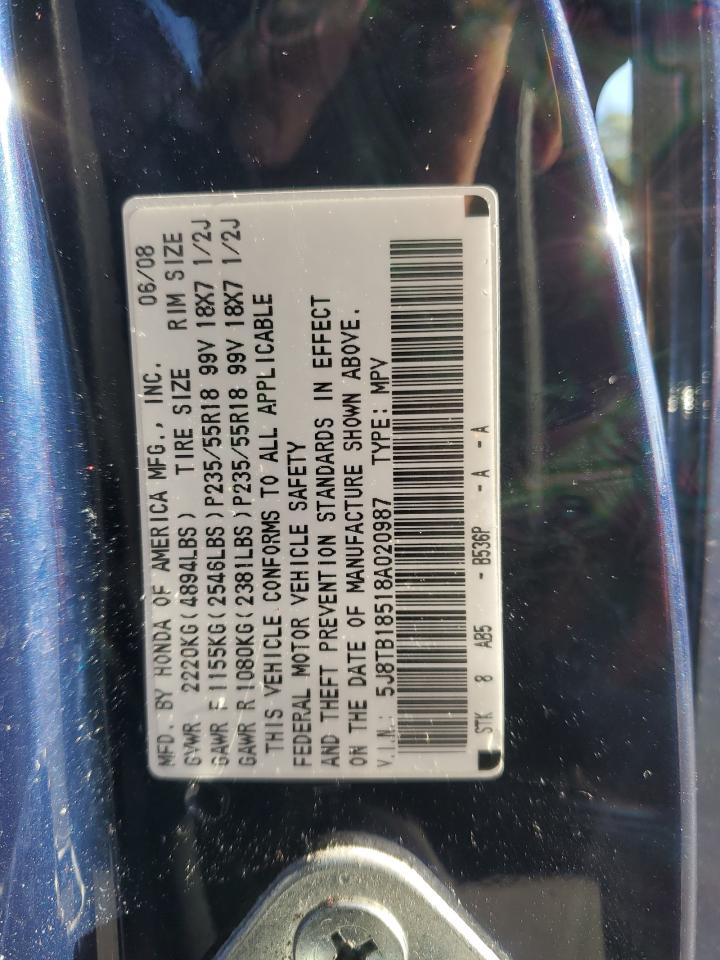 MFD. BY HONDA OF AMERICA MFG., INC. 06/08
GVWR. 2220KG(4894LBS) TIRE SIZE RIM SIZE
GAWR F 1155KG(2546LBS)P235/55R18 99V 18X7 1/2J
GAWR R 1080KG(2381LBS)P235/55R18 99V 18X7 1/2J
THIS VEHICLE CONFORMS TO ALL APPLICABLE
FEDERAL MOTOR VEHICLE SAFETY
AND THEFT PREVENTION STANDARDS IN EFFECT
ON THE DATE OF MANUFACTURE SHOWN ABOVE.
V.I.N.: 5J8TB18518A020987 TYPE: MPV
STK 8 AB5 - B536P - A - A